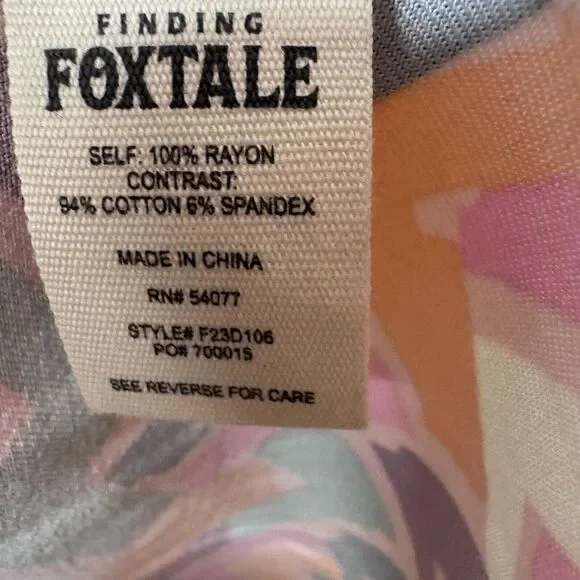 FINDING
FOXTALE
SELF: 100% RAYON
CONTRAST:
94% COTTON 6% SPANDEX
MADE IN CHINA
RN# 54077
STYLE# F23D106
PO# 70001S
SEE REVERSE FOR CARE